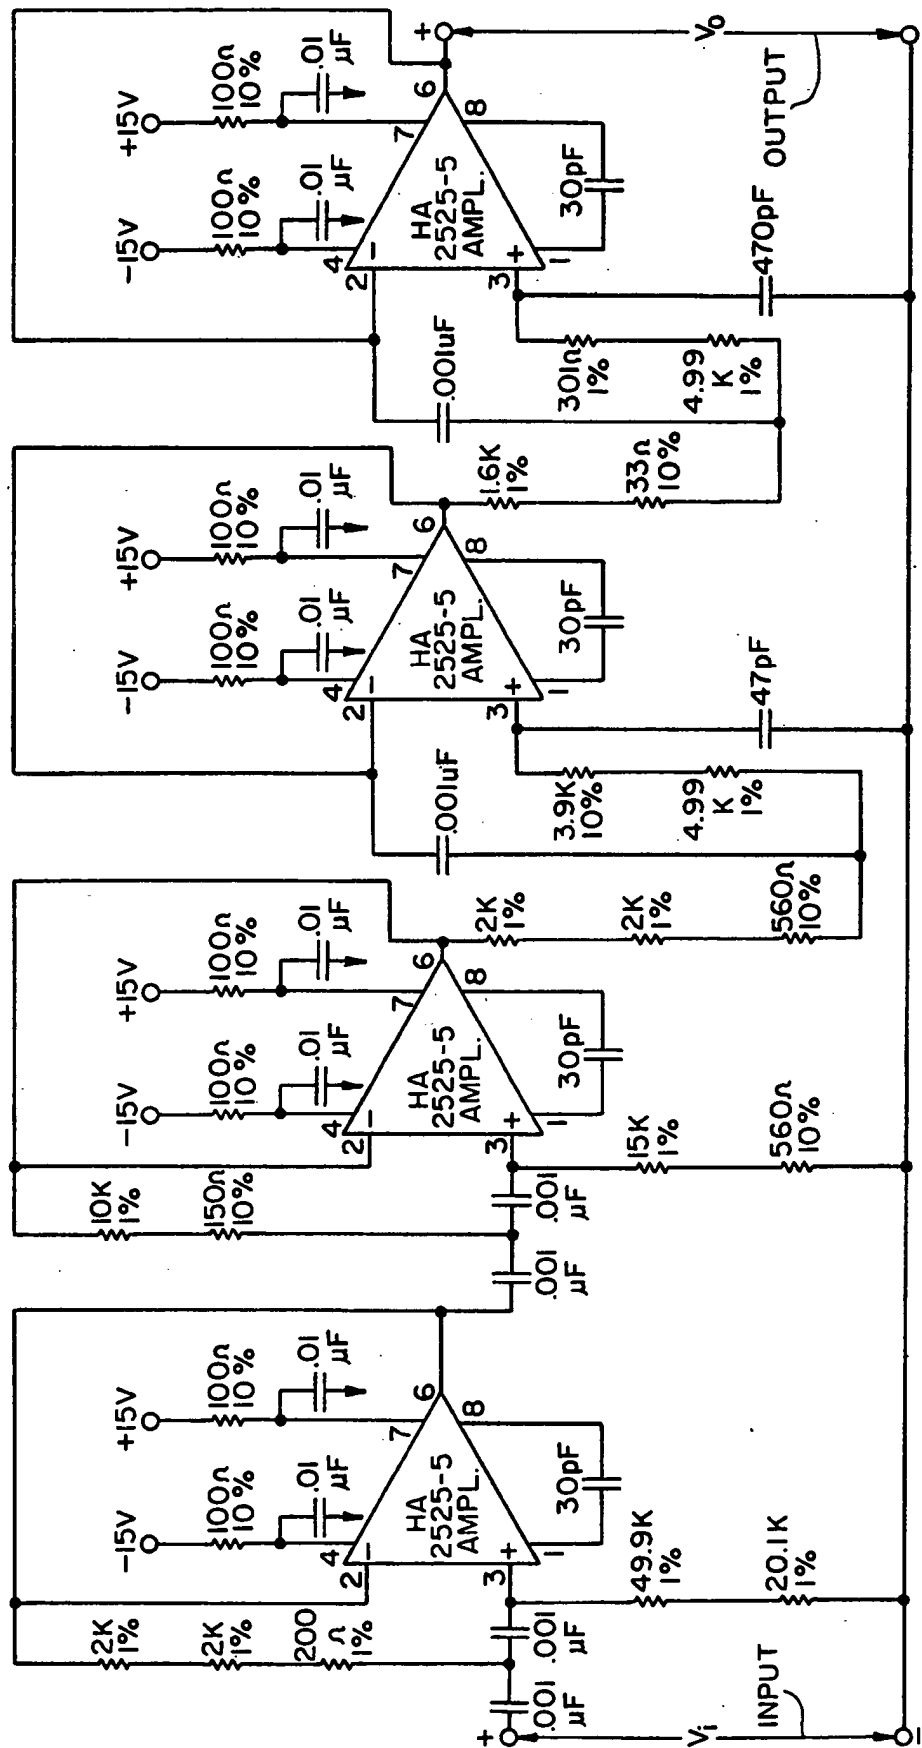 −15V
+15V
2K
1%
2K
1%
200
Ω
1%
100Ω
10%
100Ω
10%
.01
µF
.01
µF
4
7
2
−
HA
2525-5
AMPL.
6
3
+
8
1
30pF
+
.001
µF
.001
µF
49.9K
1%
20.1K
1%
Vi
INPUT
−
−15V
+15V
10K
1%
150Ω
10%
100Ω
10%
100Ω
10%
.01
µF
.01
µF
4
7
2
−
HA
2525-5
AMPL.
6
3
+
8
1
30pF
.001
µF
.001
µF
15K
1%
560Ω
10%
2K
1%
2K
1%
560Ω
10%
−15V
+15V
100Ω
10%
100Ω
10%
.01
µF
.01
µF
.001uF
4
7
2
−
HA
2525-5
AMPL.
6
3
+
8
1
30pF
3.9K
10%
4.99
K
1%
47pF
1.6K
1%
33Ω
10%
−15V
+15V
100Ω
10%
100Ω
10%
.01
µF
.01
µF
.001uF
4
7
2
−
HA
2525-5
AMPL.
6
3
+
8
1
30pF
301Ω
1%
4.99
K
1%
470pF
+
Vo
OUTPUT